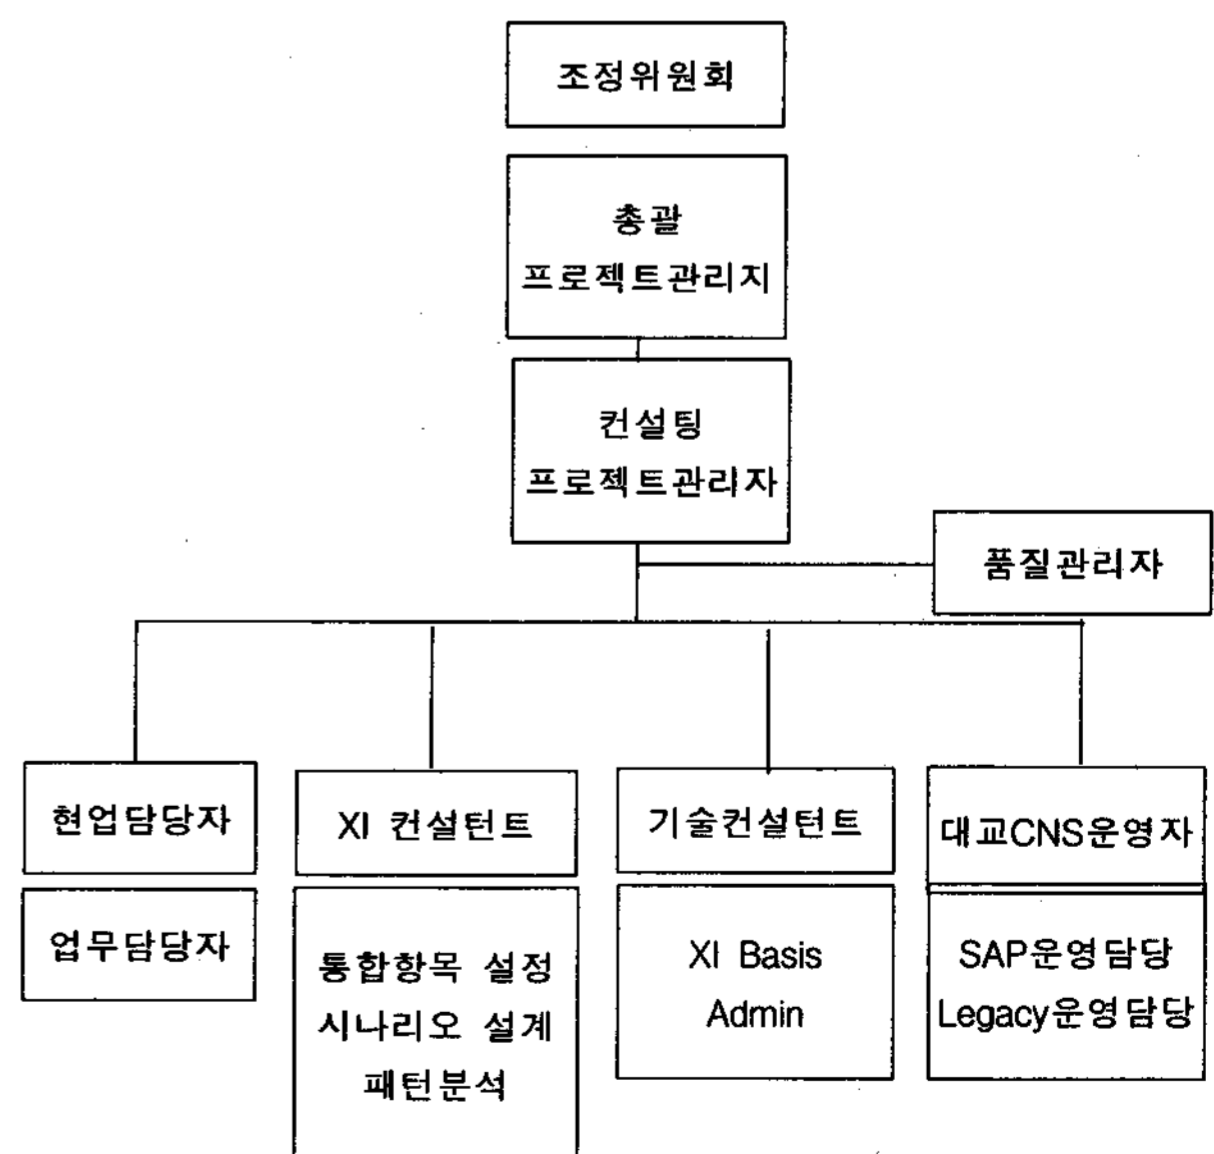 조정위원회
총괄
프로젝트관리지
컨설팅
프로젝트관리자
품질관리자
현업담당자
XI 컨설턴트
기술컨설턴트
대교CNS운영자
업무담당자
통합항목 설정
시나리오 설계
패턴분석
XI Basis
Admin
SAP운영담당
Legacy운영담당